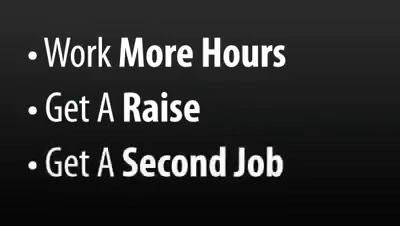 • Work More Hours
• Get A Raise
• Get A Second Job